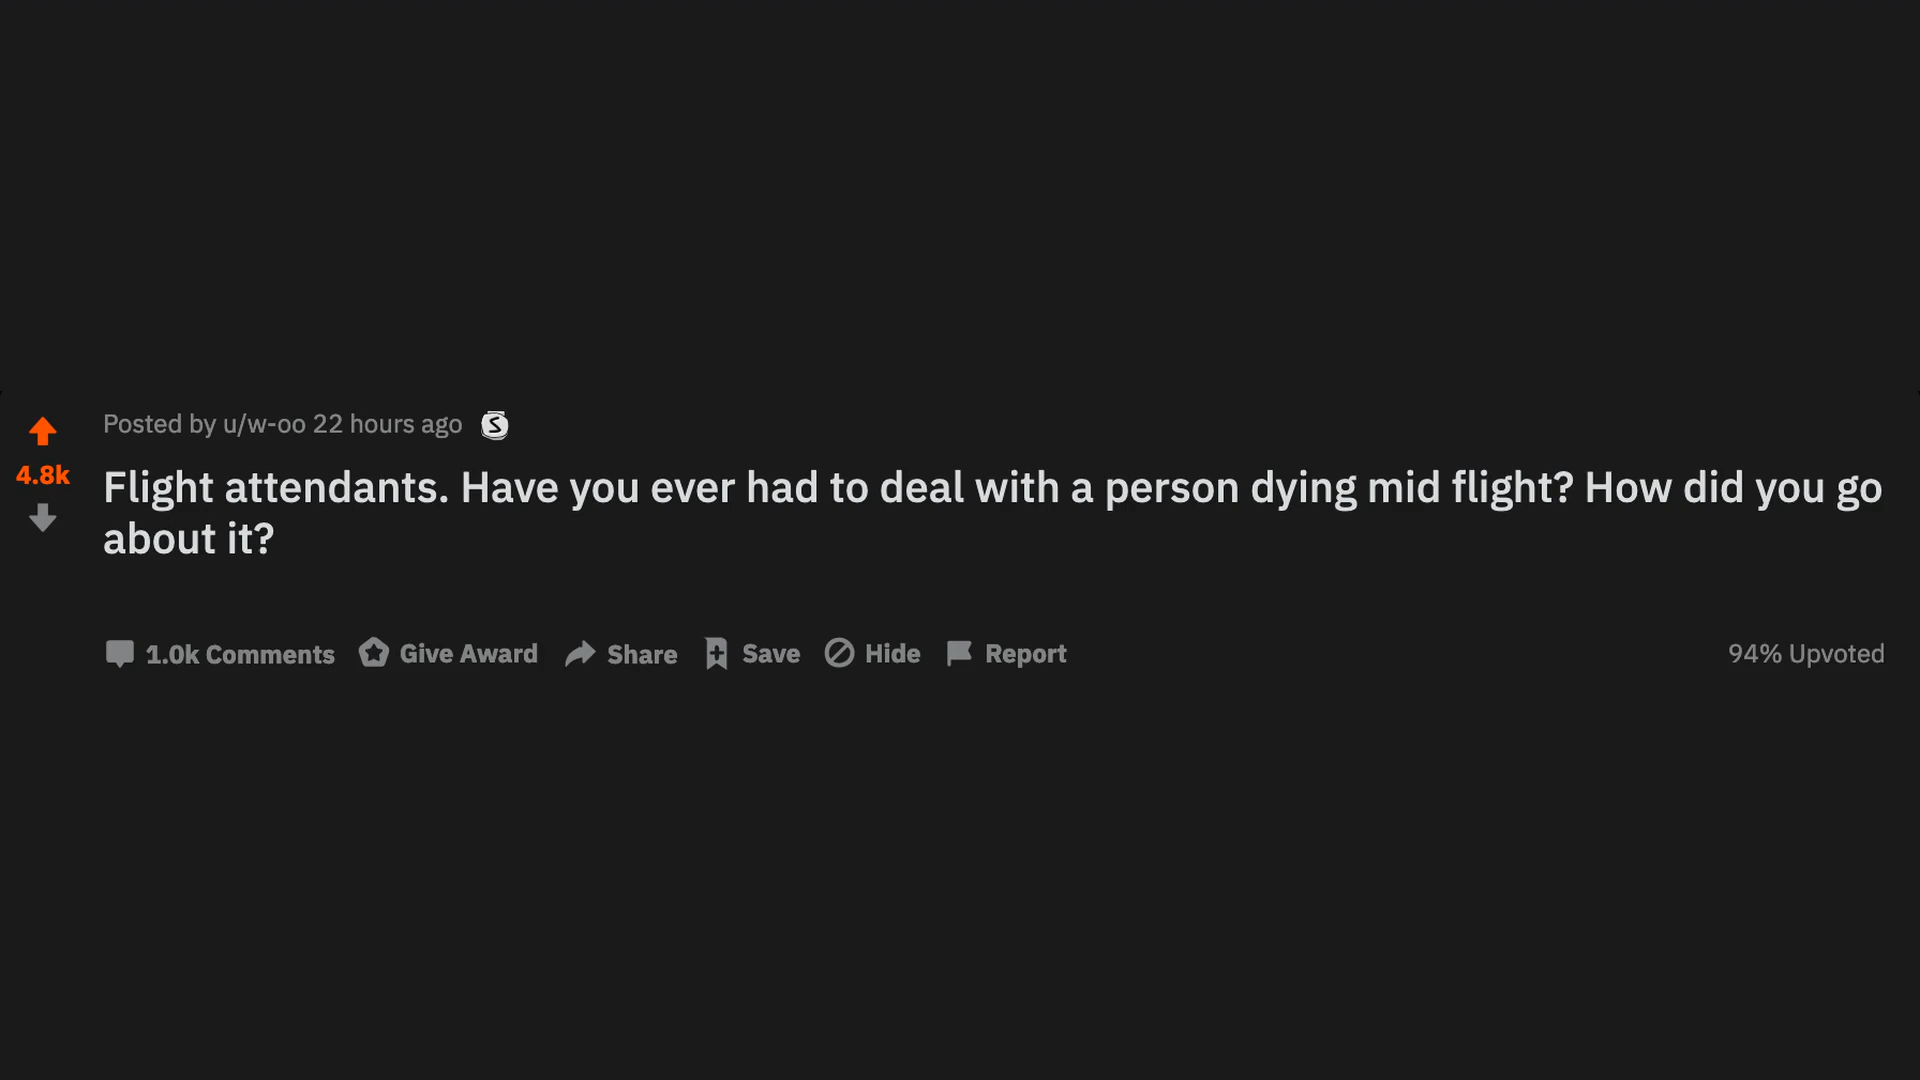 Posted by u/w-oo 22 hours ago S
4.8k
Flight attendants. Have you ever had to deal with a person dying mid flight? How did you go
about it?
1.0k Comments Give Award Share Save Hide Report 94% Upvoted